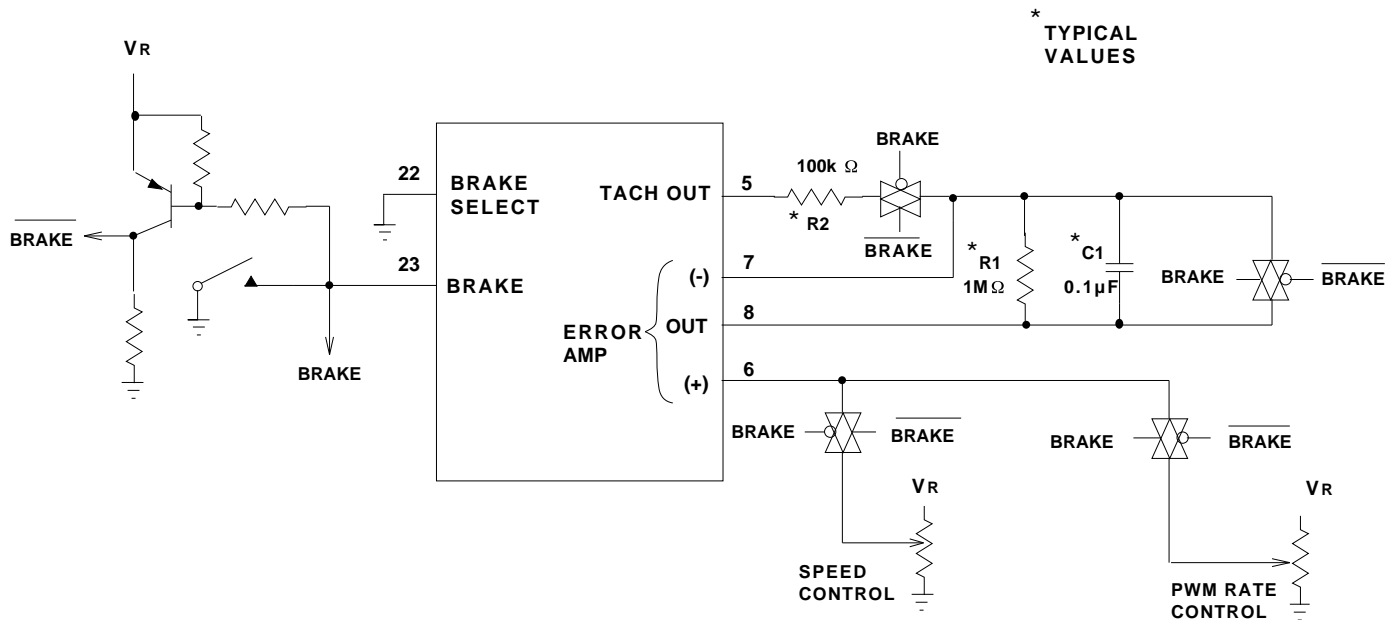 *
TYPICAL
VALUES
VR
22
BRAKE
SELECT
TACH OUT
5
100k Ω
* R2
BRAKE
BRAKE
BRAKE
23
BRAKE
(-)
7
* R1
1M Ω
* C1
0.1µF
BRAKE
BRAKE
ERROR
AMP
OUT
8
BRAKE
(+)
6
BRAKE
BRAKE
BRAKE
BRAKE
VR
VR
SPEED
CONTROL
PWM RATE
CONTROL